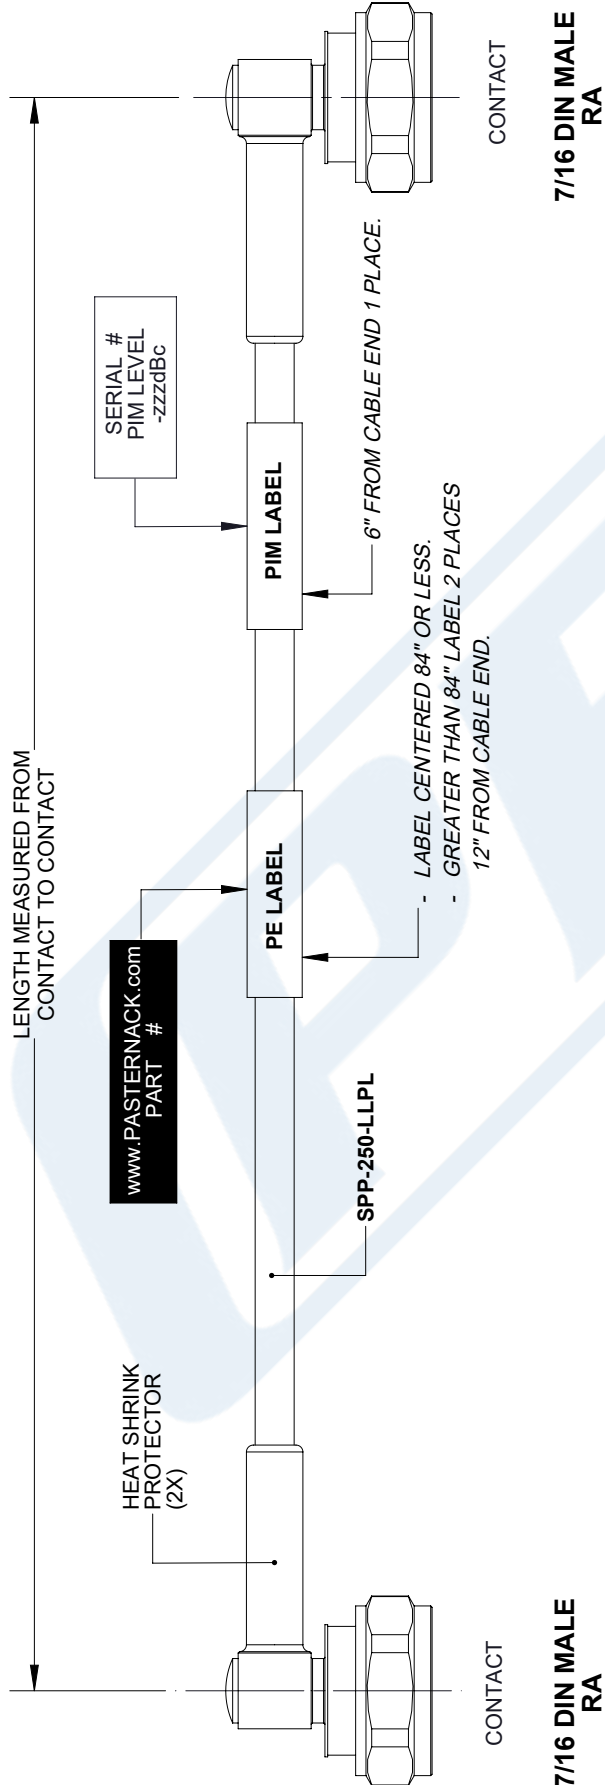 LENGTH MEASURED FROM
CONTACT TO CONTACT
HEAT SHRINK
PROTECTOR
(2X)
www.PASTERNACK.com
PART #
SERIAL #
PIM LEVEL
-zzzdBc
PE LABEL
PIM LABEL
SPP-250-LLPL
- LABEL CENTERED 84" OR LESS.
- GREATER THAN 84" LABEL 2 PLACES
12" FROM CABLE END.
6" FROM CABLE END 1 PLACE.
CONTACT
7/16 DIN MALE
RA
CONTACT
7/16 DIN MALE
RA